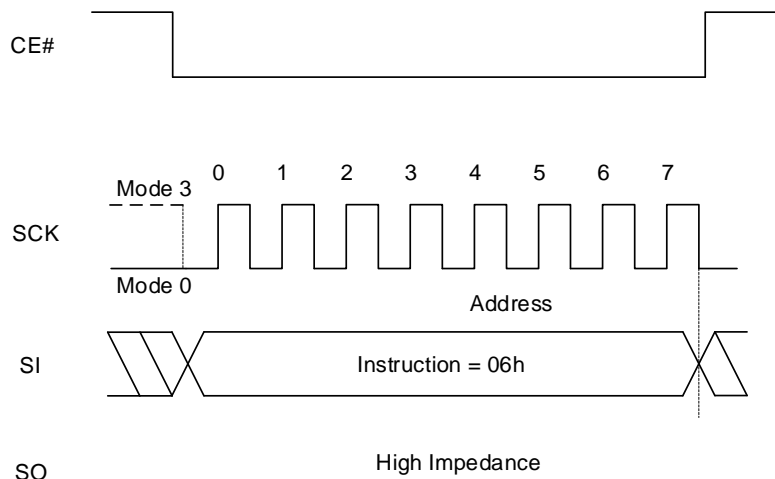 CE#
0 1 2 3 4 5 6 7
Mode 3
SCK
Mode 0
Address
SI
Instruction = 06h
High Impedance
SO